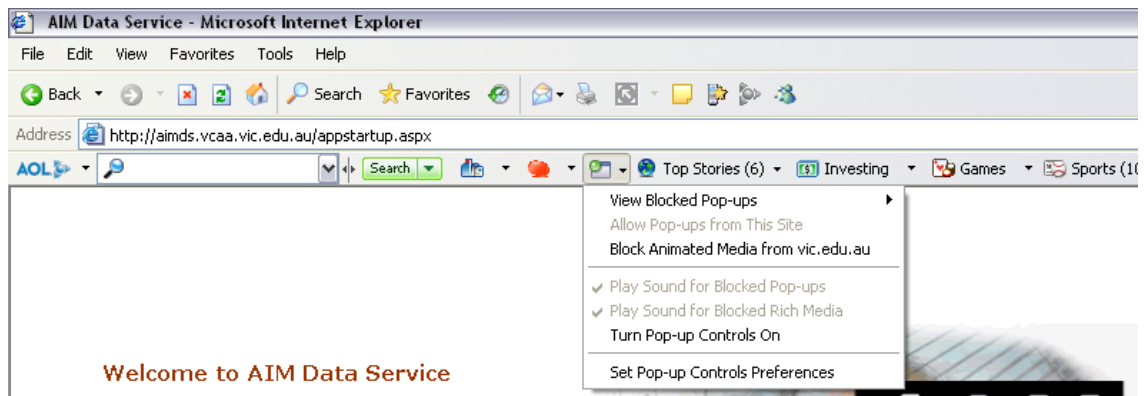 AIM Data Service - Microsoft Internet Explorer
File Edit View Favorites Tools Help
Back Search Favorites
Address http://aimds.vcaa.vic.edu.au/appstartup.aspx
AOL Search Top Stories (6) Investing Games Sports (10
View Blocked Pop-ups
Allow Pop-ups from This Site
Block Animated Media from vic.edu.au
Play Sound for Blocked Pop-ups
Play Sound for Blocked Rich Media
Turn Pop-up Controls On
Set Pop-up Controls Preferences
Welcome to AIM Data Service